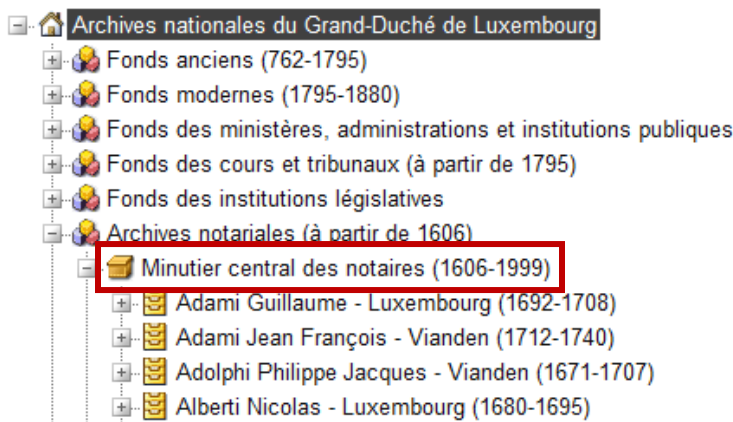 Archives nationales du Grand-Duché de Luxembourg
Fonds anciens (762-1795)
Fonds modernes (1795-1880)
Fonds des ministères, administrations et institutions publiques
Fonds des cours et tribunaux (à partir de 1795)
Fonds des institutions législatives
Archives notariales (à partir de 1606)
Minutier central des notaires (1606-1999)
Adami Guillaume - Luxembourg (1692-1708)
Adami Jean François - Vianden (1712-1740)
Adolphi Philippe Jacques - Vianden (1671-1707)
Alberti Nicolas - Luxembourg (1680-1695)